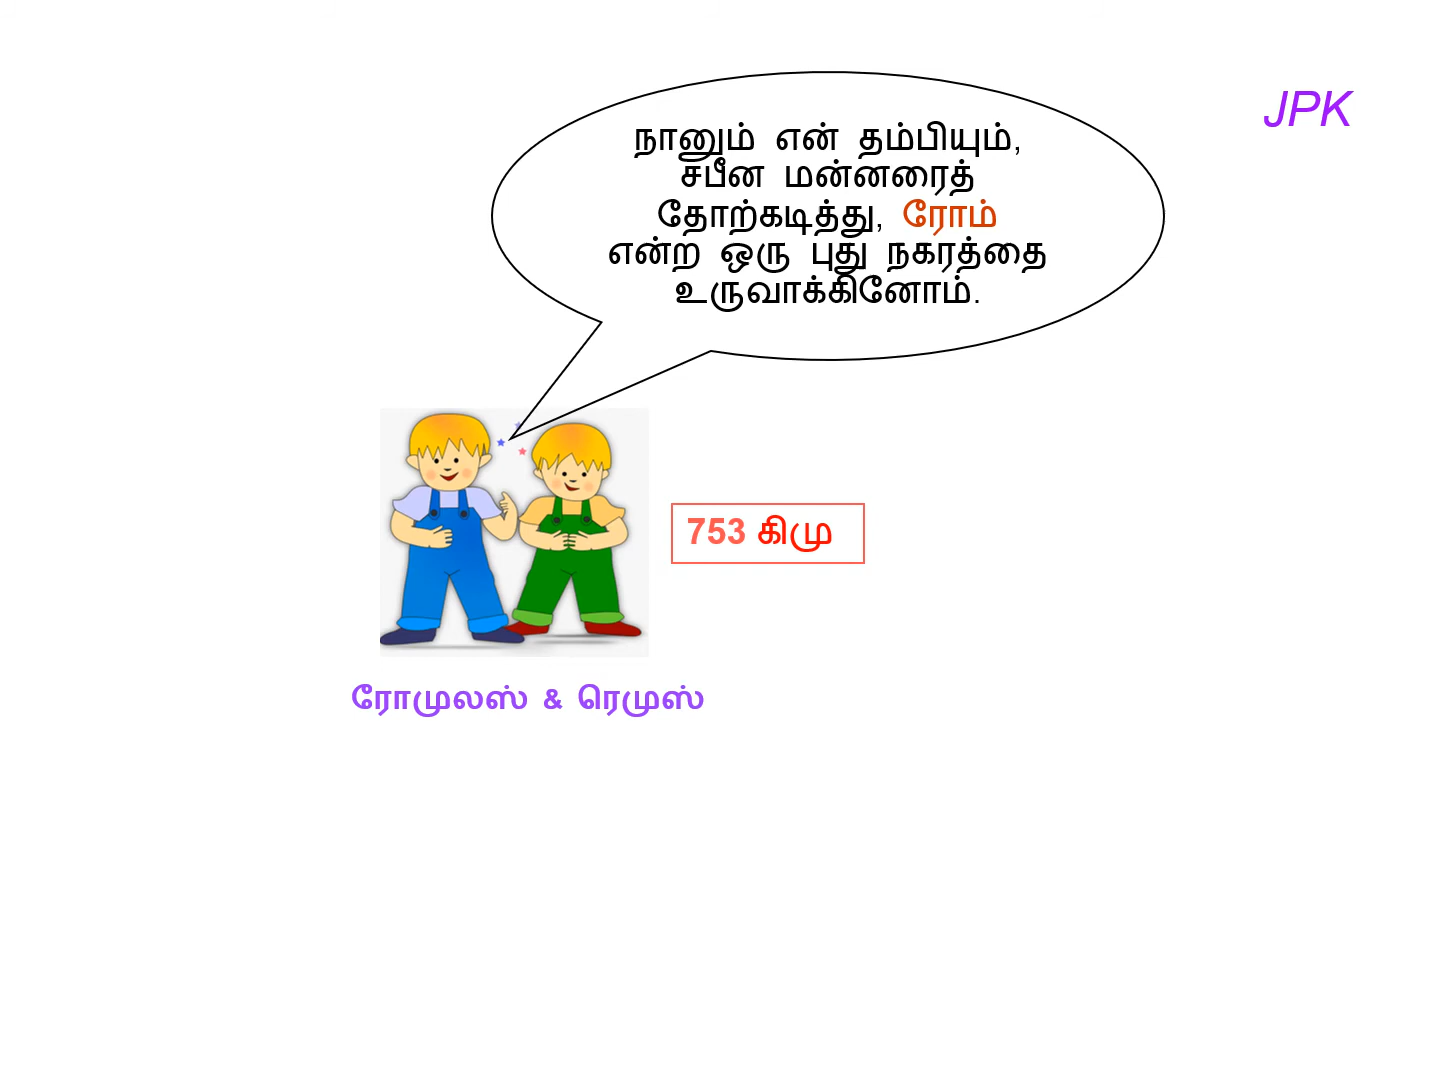 JPK
நானும் என் தம்பியும்,
சபீன மன்னரைத்
தோற்கடித்து, ரோம்
என்ற ஒரு புது நகரத்தை
உருவாக்கினோம்.
753 கிமு
ரோமுலஸ் & ரெமுஸ்